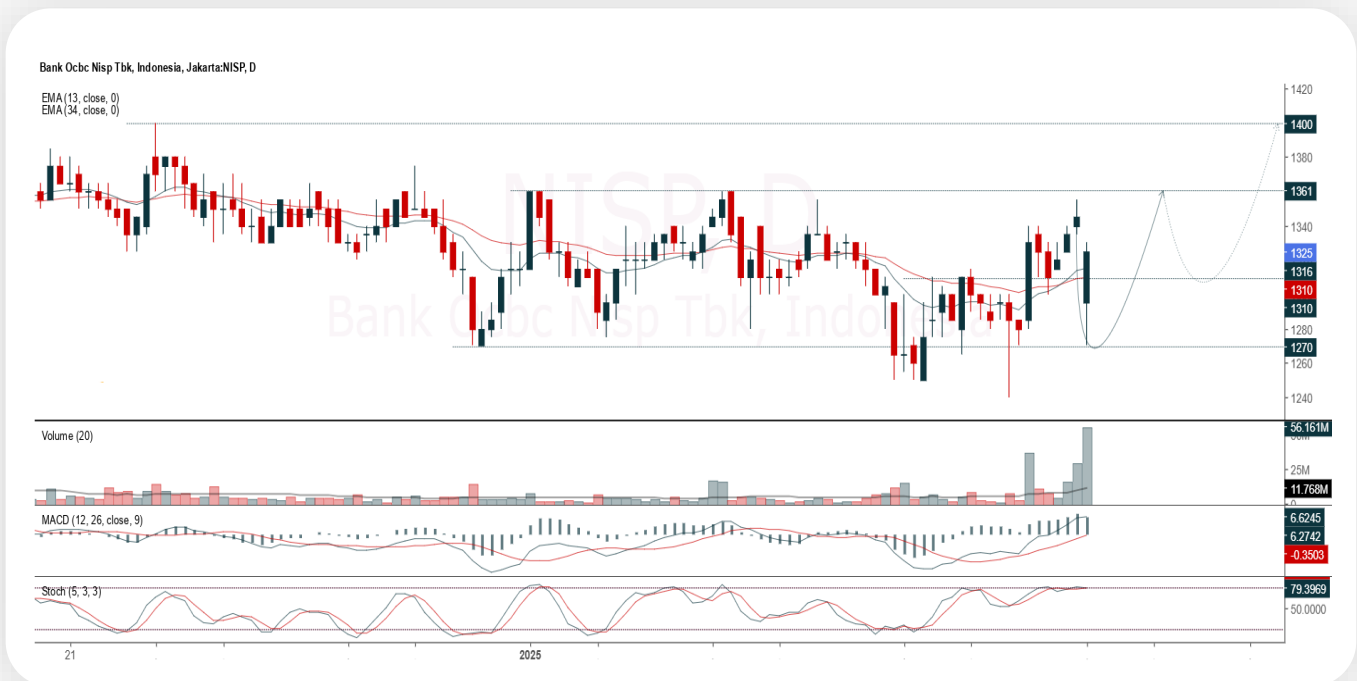 Bank Ocbc Nisp Tbk, Indonesia, Jakarta:NISP, D
EMA (13, close, 0)
EMA (34, close, 0)
NISP, D
Bank Ocbc Nisp Tbk, Indonesia
1420
1400
1380
1361
1340
1325
1316
1310
1310
1280
1270
1260
1240
Volume (20)
56.161M
25M
11.768M
0
MACD (12, 26, close, 9)
6.6245
6.2742
-0.3503
Stoch (5, 3, 3)
79.3969
50.0000
21
2025